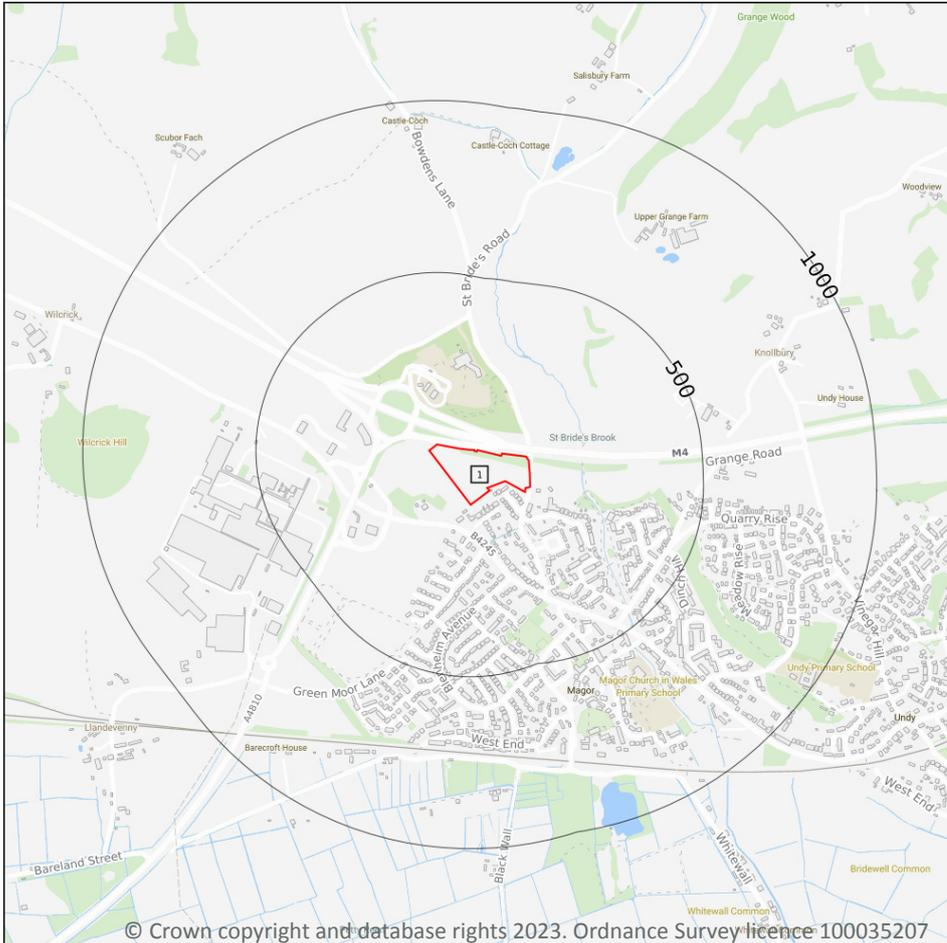 Grange Wood
Salisbury Farm
Castle-Coch
Scubor Fach
Castle-Coch Cottage
Bowdens Lane
Woodview
Upper Grange Farm
St Bride's Road
1000
Wilcrick
Knollbury
500
Undy House
Wilcrick Hill
St Bride's Brook
M4
Grange Road
1
Quarry Rise
B4245
Dunn Hill
Meadow Rise
Vinegar Hill
Blenheim Avenue
Undy Primary School
Magor Church in Wales
Primary School
Green Moor Lane
Magor
A4810
Undy
Llandevenny
West End
Barecroft House
West End
Black Wall
Whitewall
Bareland Street
Bridewell Common
Whitewall Common
© Crown copyright and database rights 2023. Ordnance Survey licence 100035207